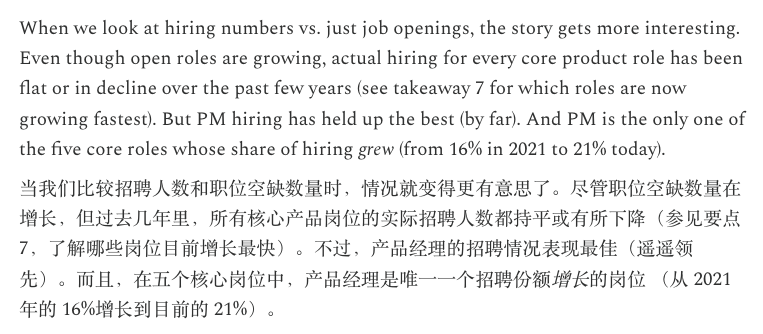 When we look at hiring numbers vs. just job openings, the story gets more interesting.
Even though open roles are growing, actual hiring for every core product role has been
flat or in decline over the past few years (see takeaway 7 for which roles are now
growing fastest). But PM hiring has held up the best (by far). And PM is the only one of
the five core roles whose share of hiring grew (from 16% in 2021 to 21% today).
当我们比较招聘人数和职位空缺数量时，情况就变得更有意思了。尽管职位空缺数量在
增长，但过去几年里，所有核心产品岗位的实际招聘人数都持平或有所下降（参见要点
7，了解哪些岗位目前增长最快）。不过，产品经理的招聘情况表现最佳（遥遥领
先）。而且，在五个核心岗位中，产品经理是唯一一个招聘份额增长的岗位 （从 2021
年的 16%增长到目前的 21%）。